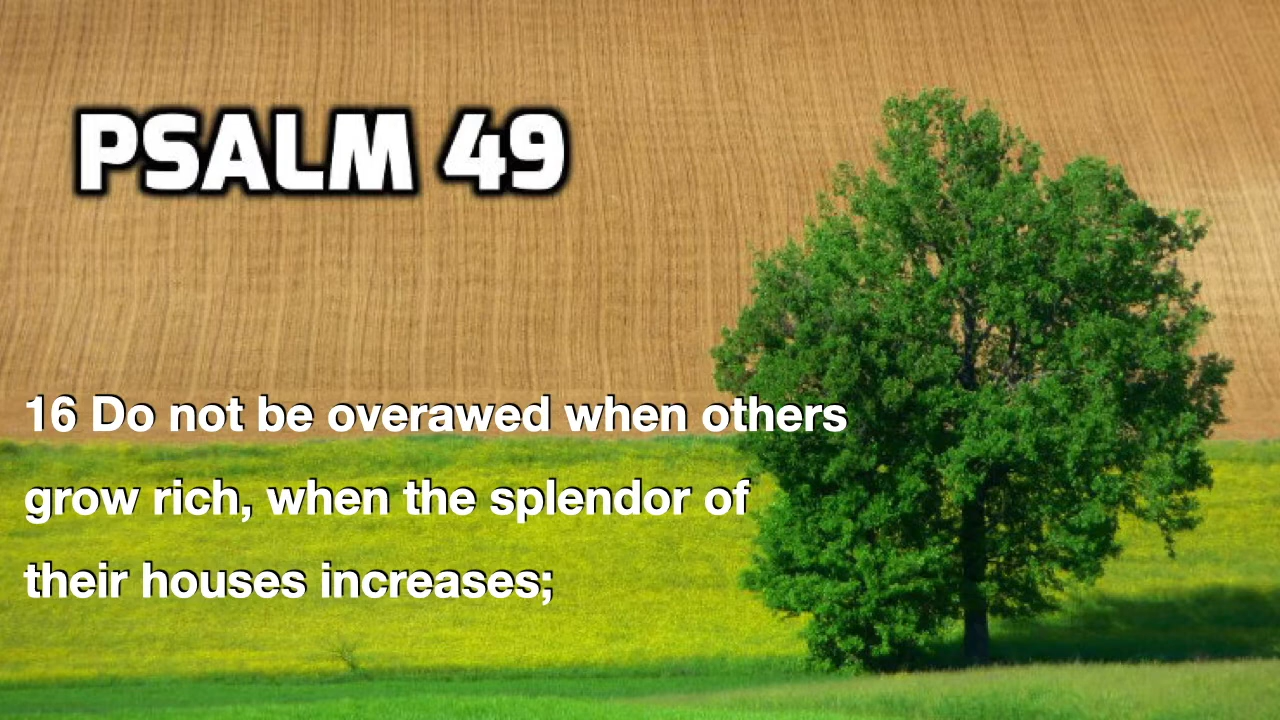 PSALM 49
16 Do not be overawed when others
grow rich, when the splendor of
their houses increases;